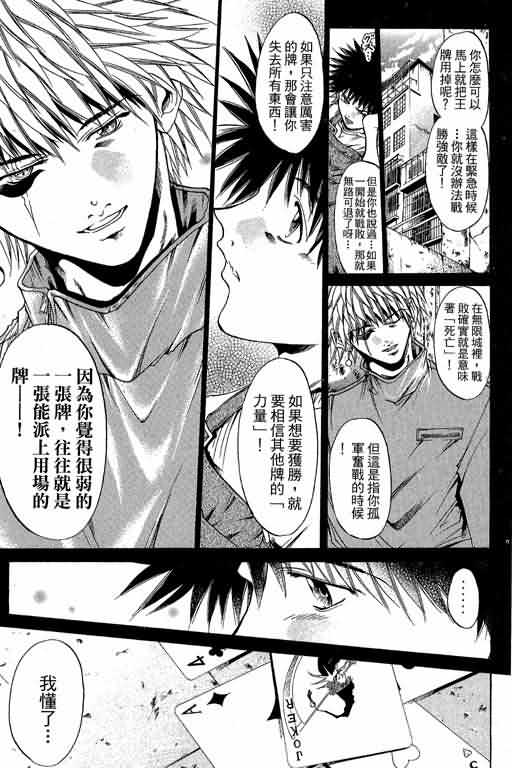 你怎麼可以
馬上就把王
牌用掉呢?
這樣在緊急時候
…你就沒辦法戰
勝強敵了!
但是你也說過…如果
一開始就戰敗,那就
無路可退了呀…
如果只注意厲害
的牌,那會讓你
失去所有東西!
在無限城裡,戰
敗確實就是意味
著「死亡」
但這是指你孤
軍奮戰的時候
如果想要獲勝,就
要相信其他牌的「
力量」!
因為你覺得很弱的
一張牌,往往就是
一張能派上用場的
牌──!
……
我懂了…。
A
JOKER